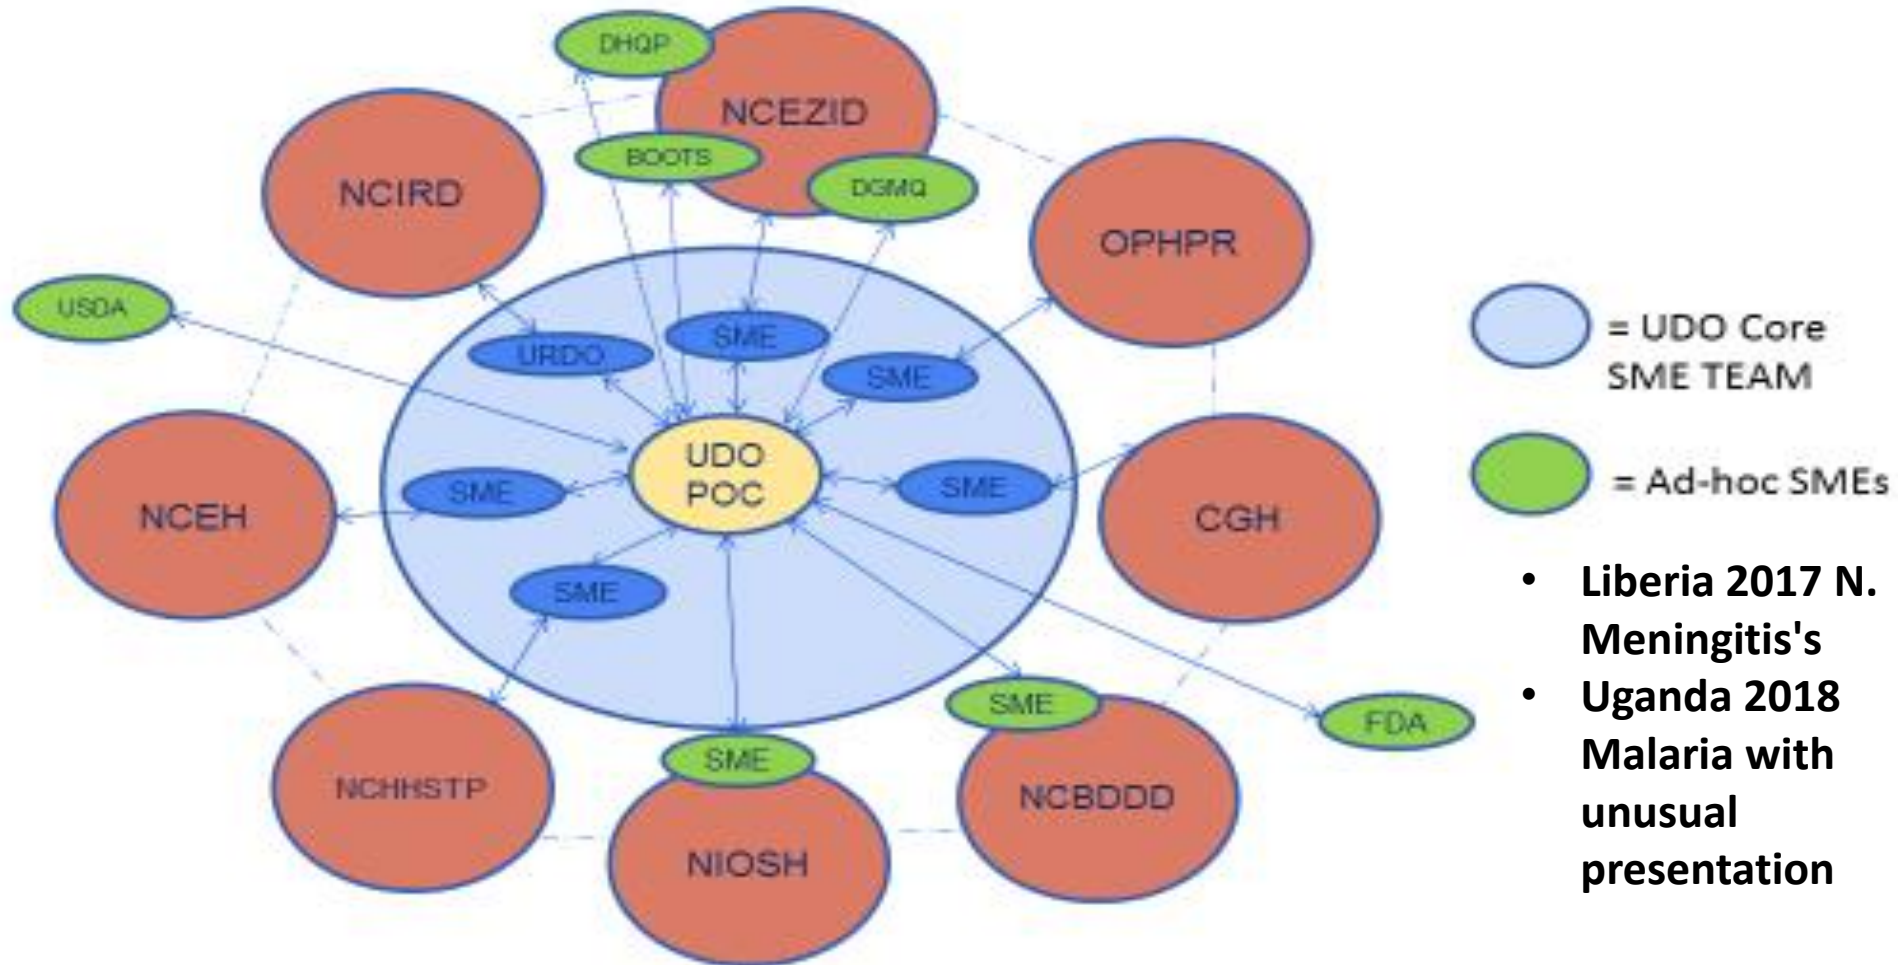 DHQP
NCEZID
BOOTS
DGMQ
NCIRD
OPHPR
USDA
URDO
SME
SME
UDO
POC
SME
SME
SME
NCEH
CGH
SME
SME
FDA
NCHHSTP
NIOSH
NCBDDD
= UDO Core
SME TEAM
= Ad-hoc SMEs
• Liberia 2017 N.
Meningitis's
• Uganda 2018
Malaria with
unusual
presentation